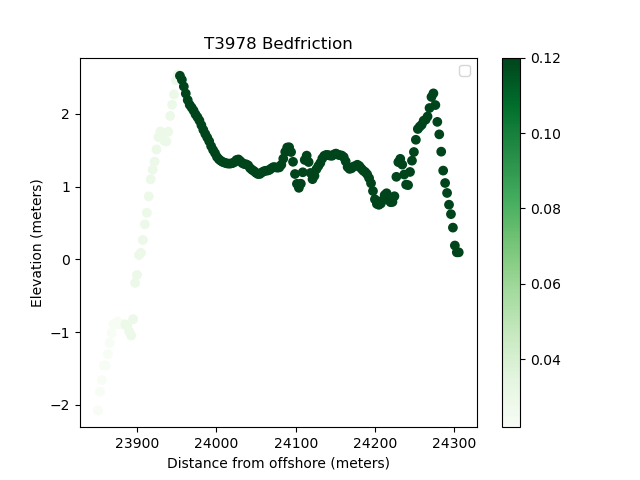 T3978 Bedfriction
Elevation (meters)
2
1
0
−1
−2
23900 24000 24100 24200 24300
Distance from offshore (meters)
0.12
0.10
0.08
0.06
0.04